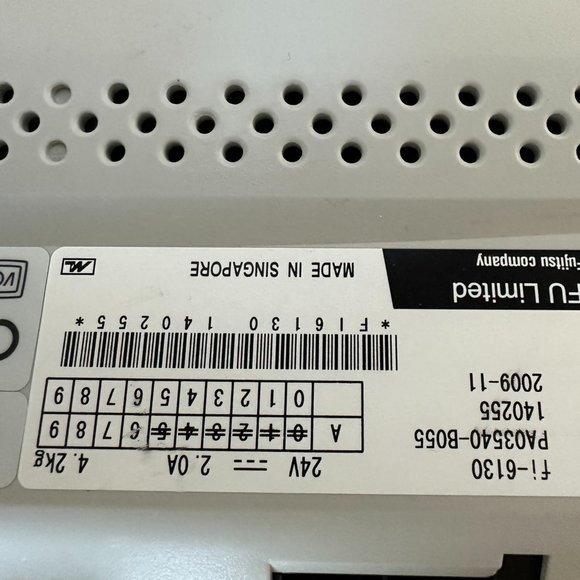 fi-6130
PA03540-B055
140255
2009-11
24V ⎓ 2.0A 4.2kg
A 0 1 2 3 4 5 6 7 8 9
0 1 2 3 4 5 6 7 8 9
*FI6130 140255*
FU Limited
Fujitsu company
MADE IN SINGAPORE